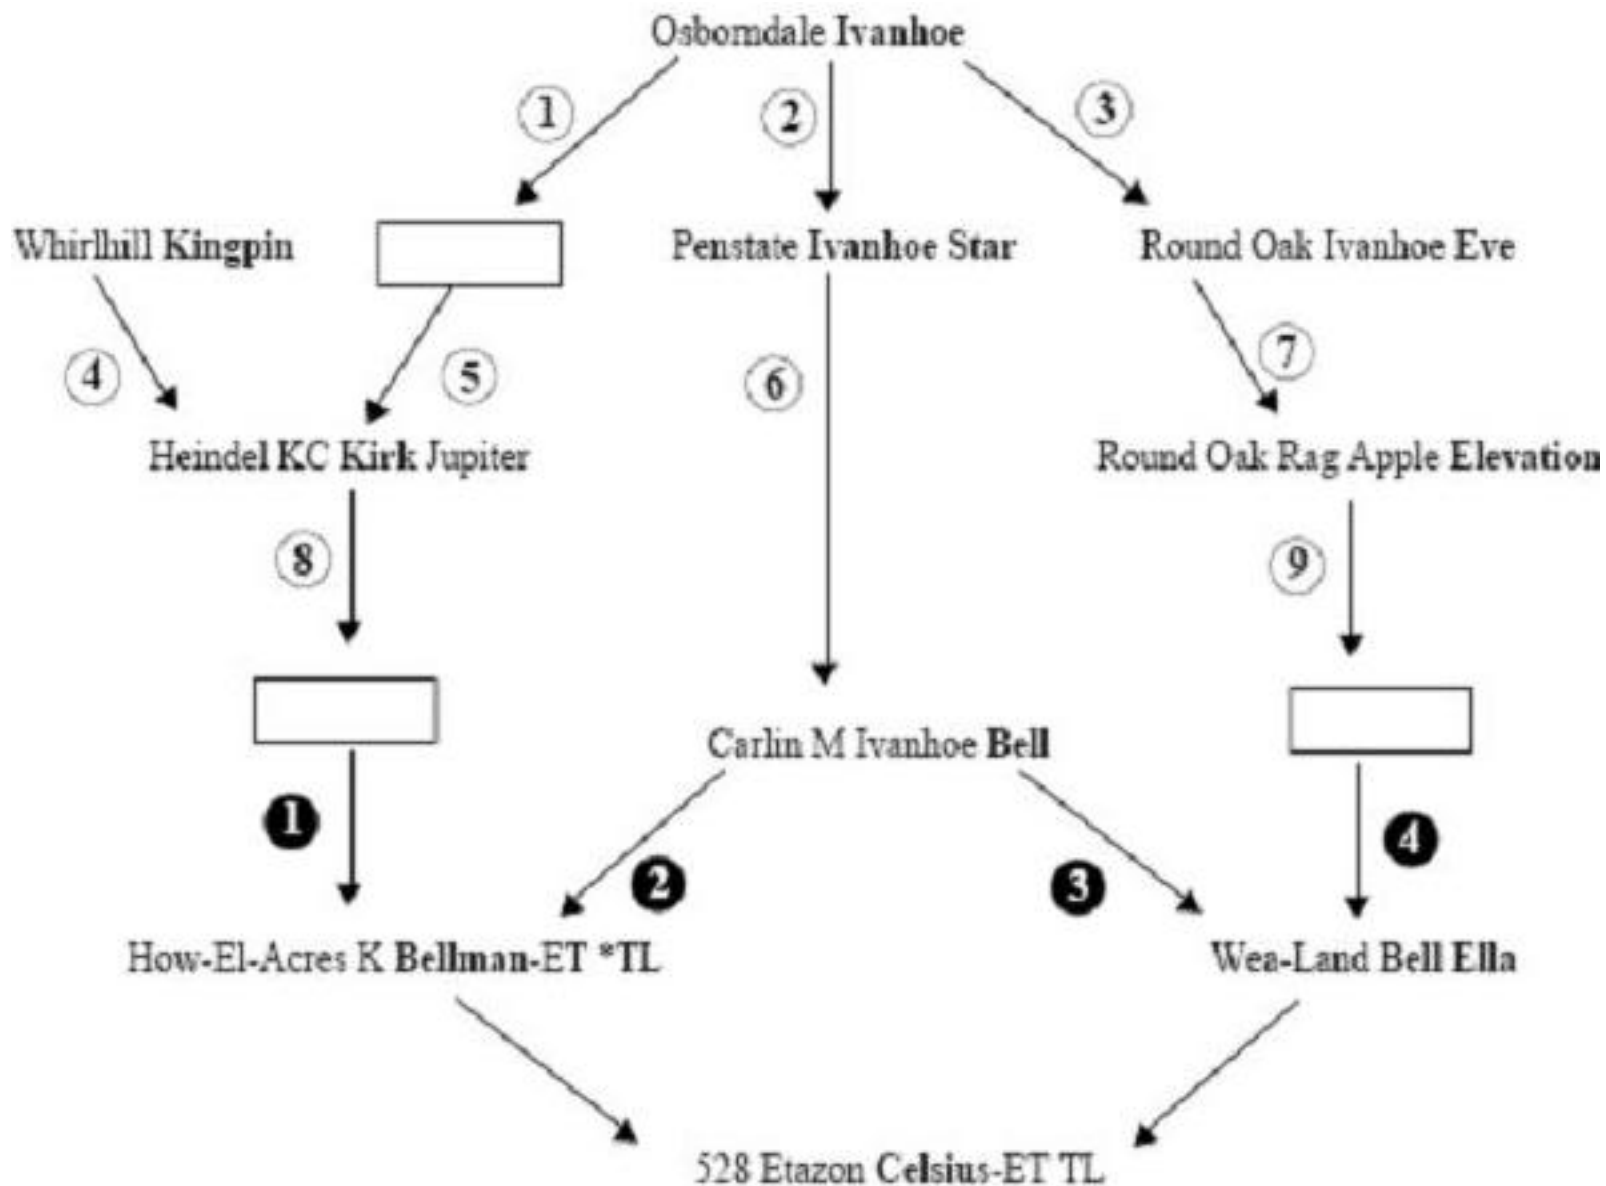 Osborndale Ivanhoe
1
2
3
Whirlhill Kingpin
Penstate Ivanhoe Star
Round Oak Ivanhoe Eve
4
5
6
7
Heindel KC Kirk Jupiter
Round Oak Rag Apple Elevation
8
9
Carlin M Ivanhoe Bell
1
2
3
4
How-El-Acres K Bellman-ET *TL
Wea-Land Bell Ella
528 Etazon Celsius-ET TL